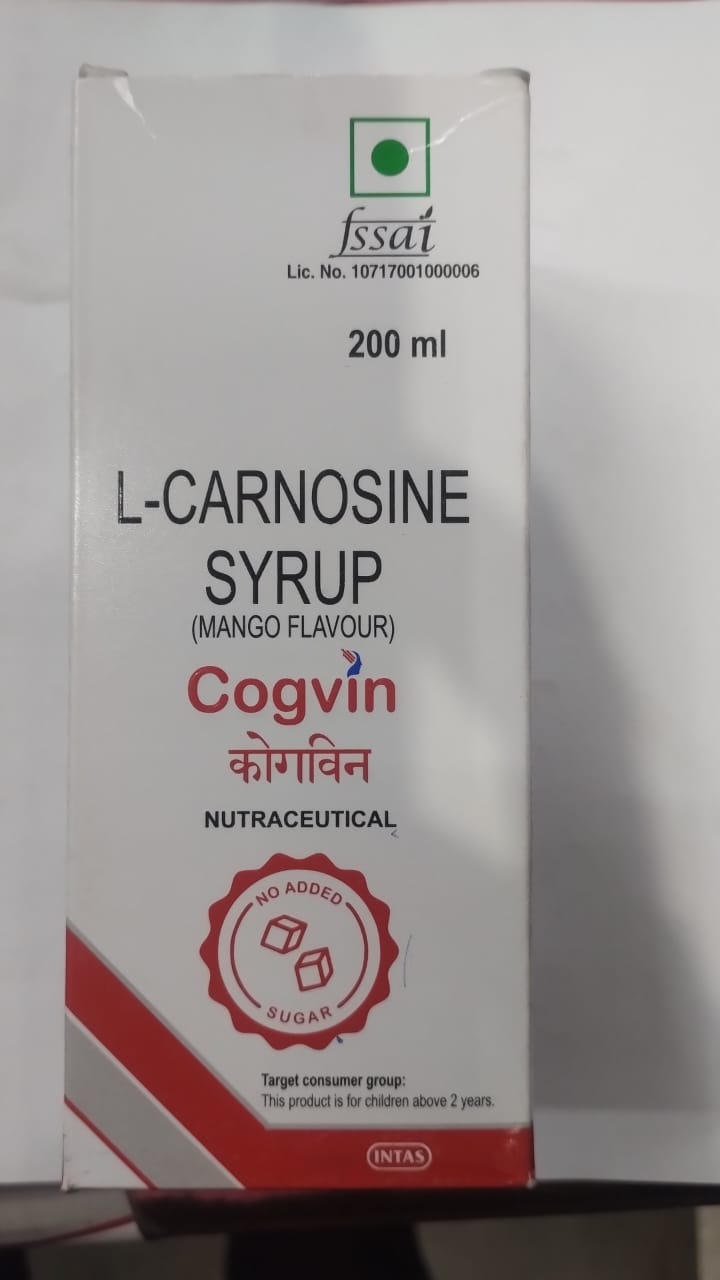 fssai
Lic. No. 10717001000006
200 ml
L-CARNOSINE
SYRUP
(MANGO FLAVOUR)
Cogvin
कोगविन
NUTRACEUTICAL
NO ADDED
SUGAR
Target consumer group:
This product is for children above 2 years.
INTAS